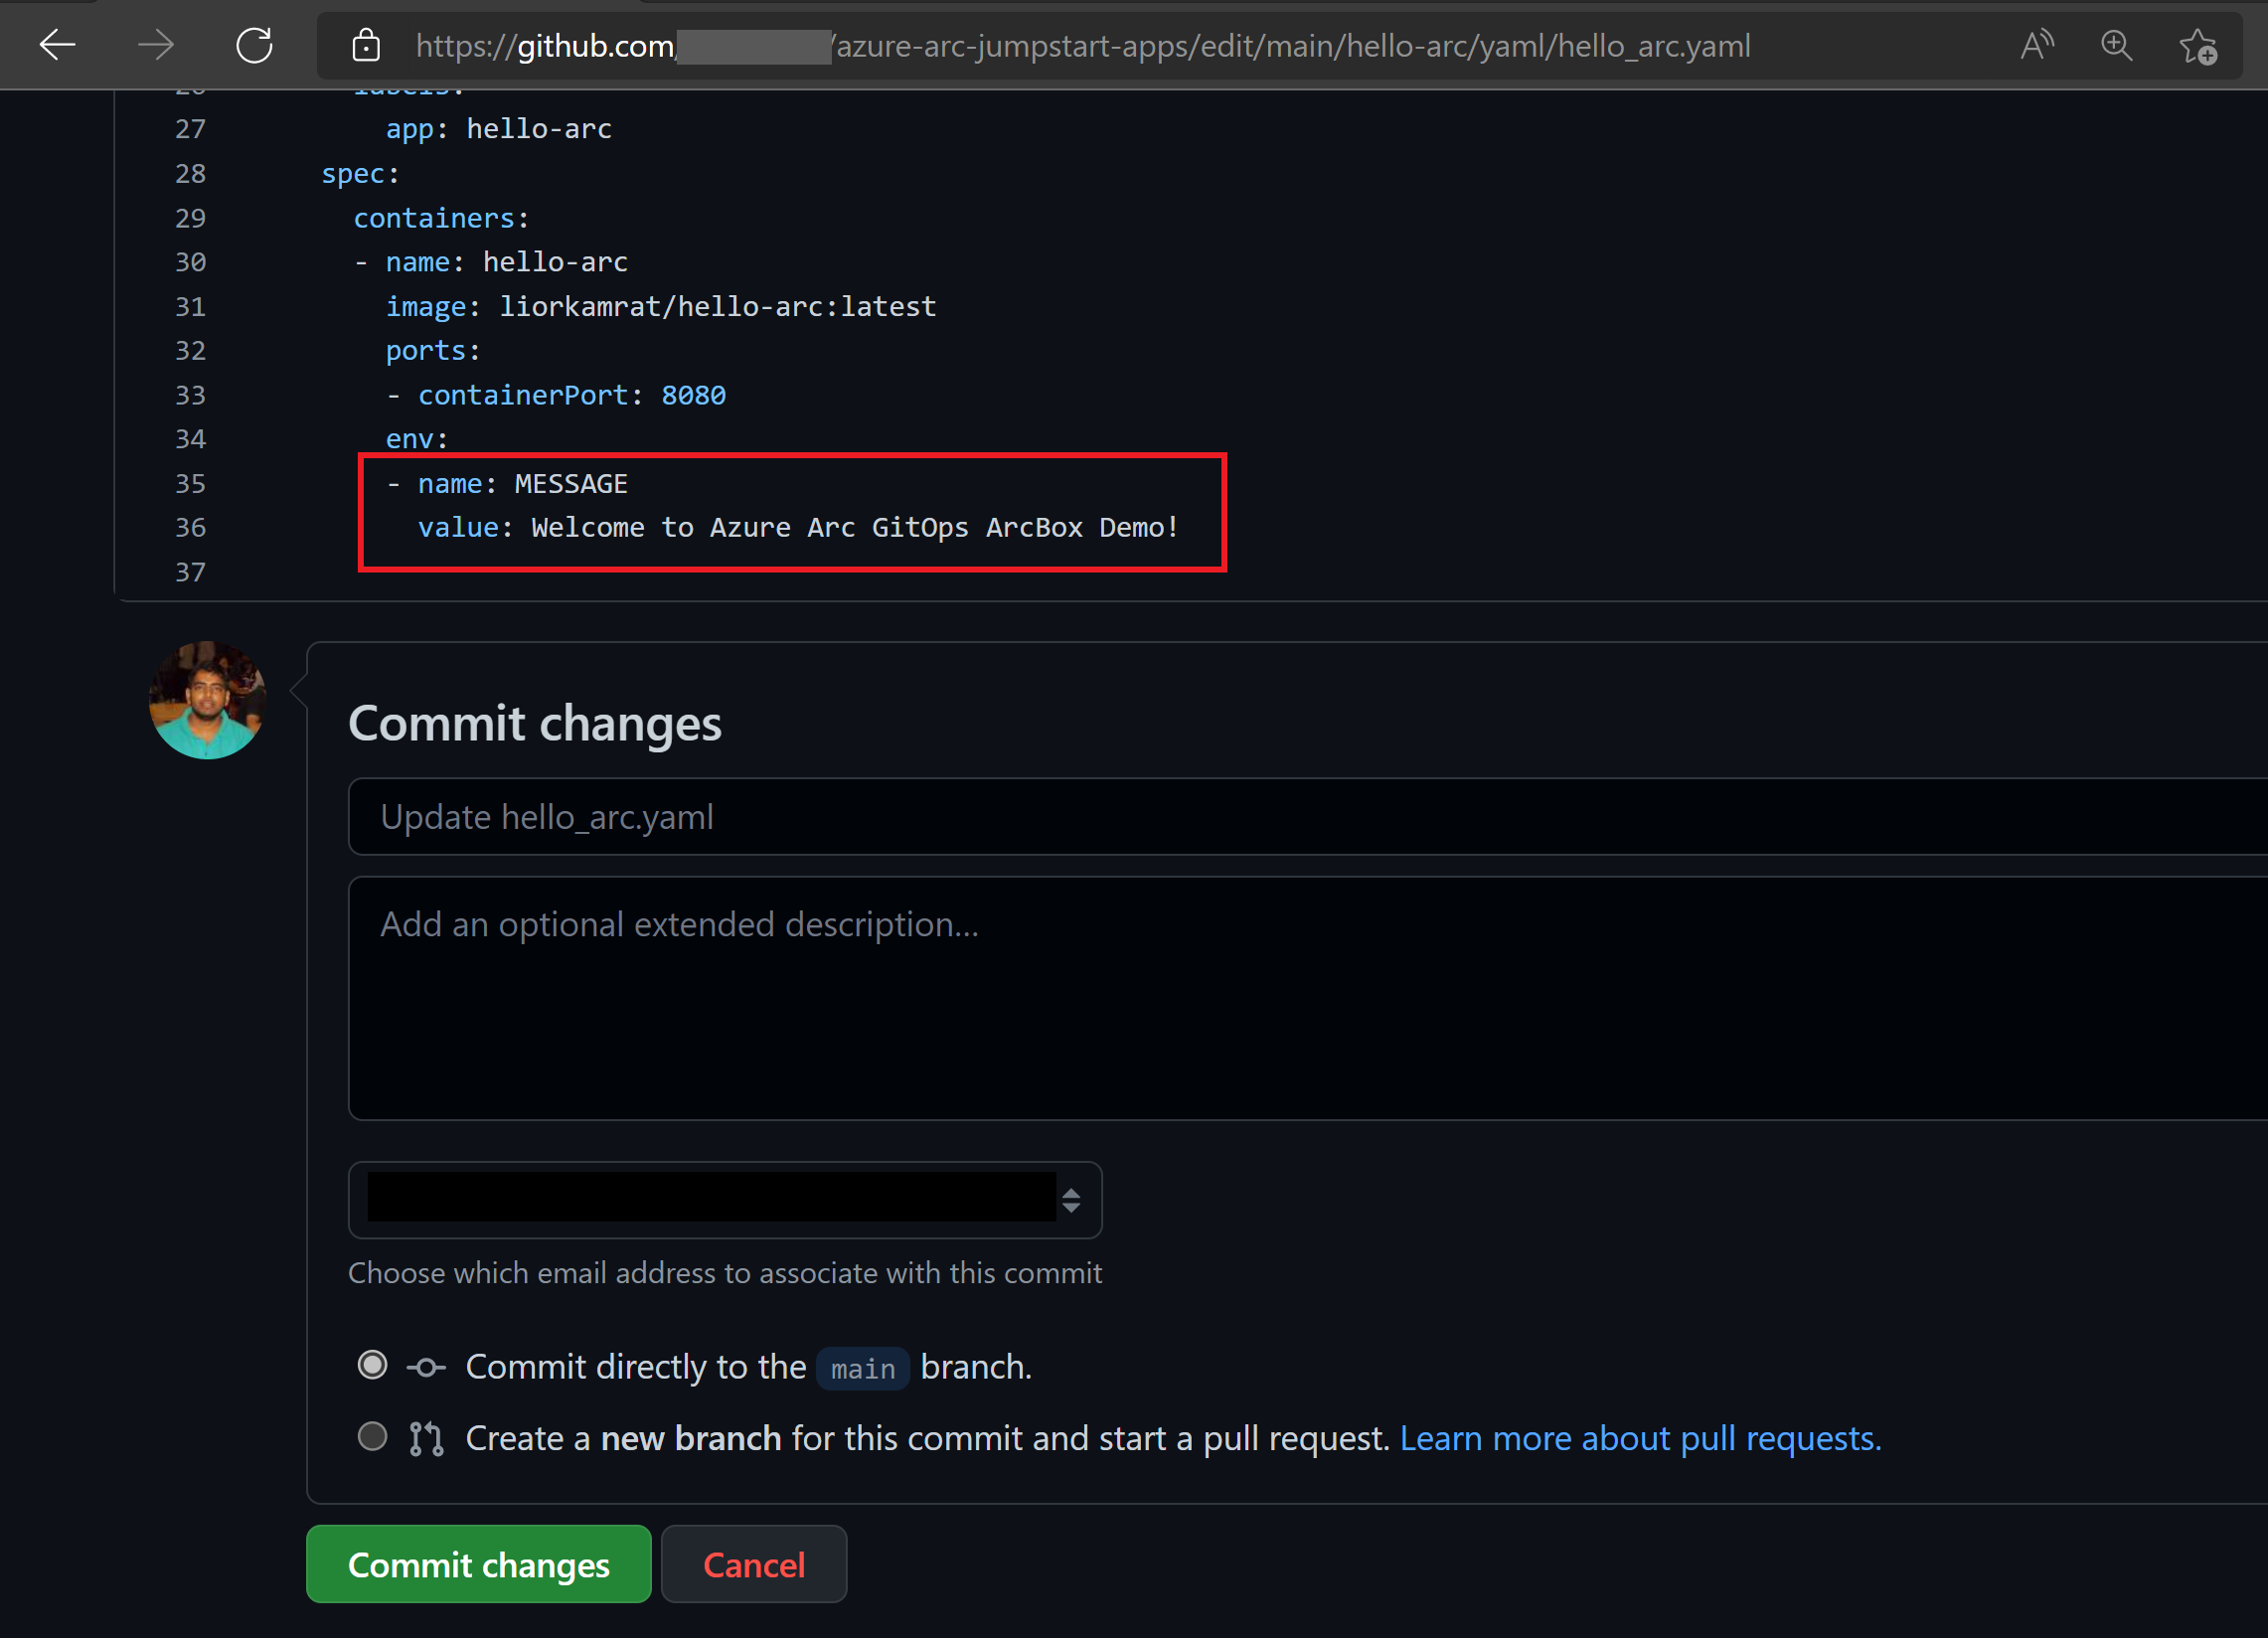 https://github.com/ /azure-arc-jumpstart-apps/edit/main/hello-arc/yaml/hello_arc.yaml
27 app: hello-arc
28 spec:
29 containers:
30 - name: hello-arc
31 image: liorkamrat/hello-arc:latest
32 ports:
33 - containerPort: 8080
34 env:
35 - name: MESSAGE
36 value: Welcome to Azure Arc GitOps ArcBox Demo!
37
Commit changes
Update hello_arc.yaml
Add an optional extended description...
Choose which email address to associate with this commit
Commit directly to the main branch.
Create a new branch for this commit and start a pull request. Learn more about pull requests.
Commit changes Cancel